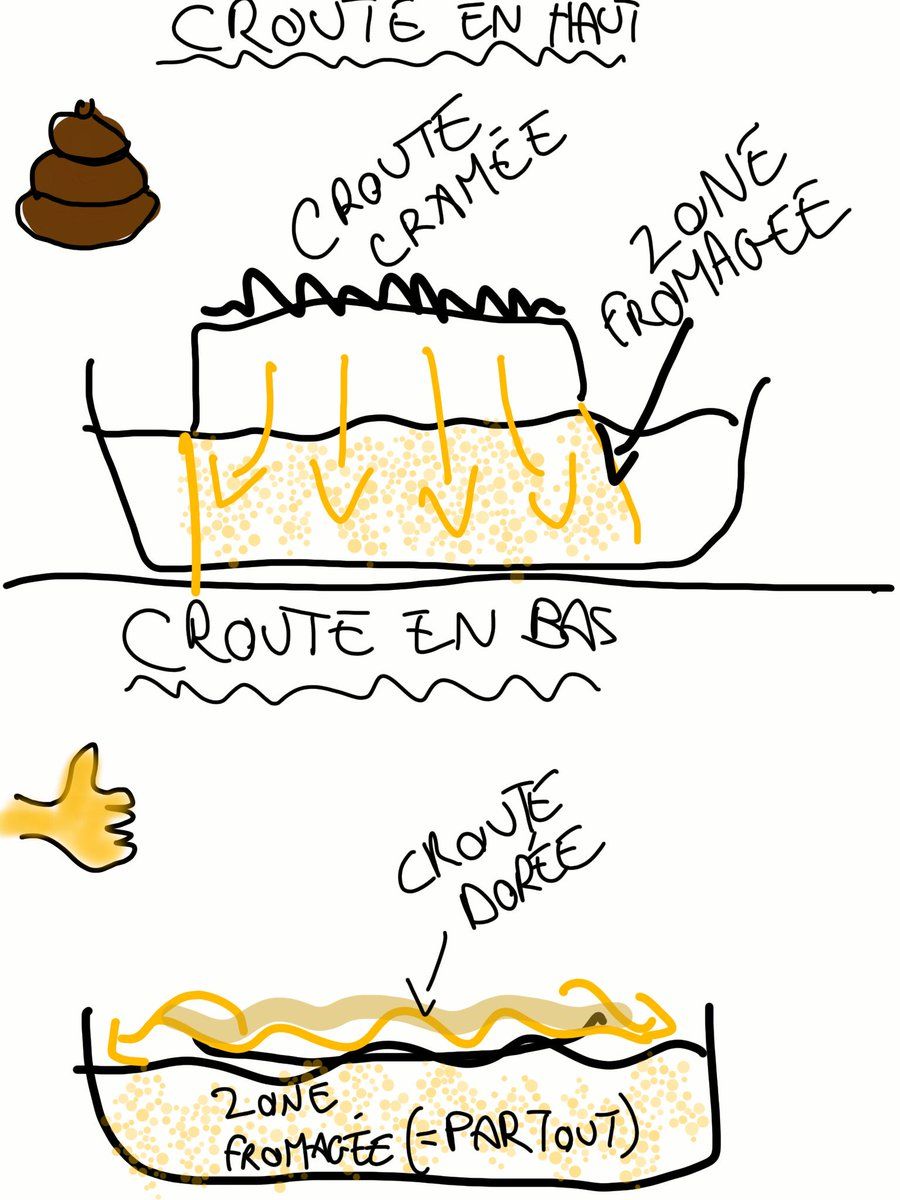 CROUTE EN HAUT
CROUTE
CRAMÉE
ZONE
FROMAGÉE
CROUTE EN BAS
CROUTE
DORÉE
ZONE
FROMAGÉE (=PARTOUT)